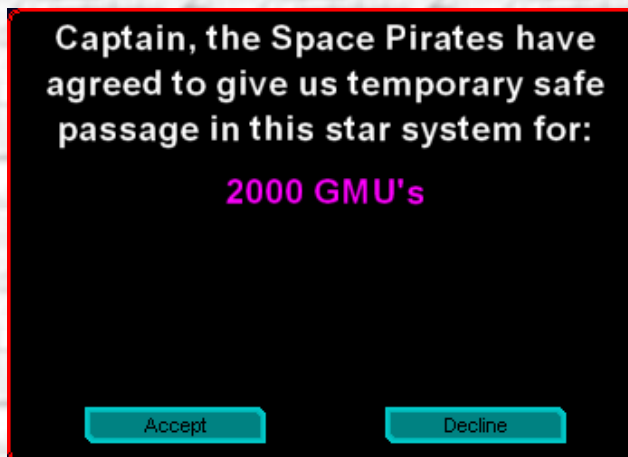 Captain, the Space Pirates have
agreed to give us temporary safe
passage in this star system for:
2000 GMU's
Accept
Decline